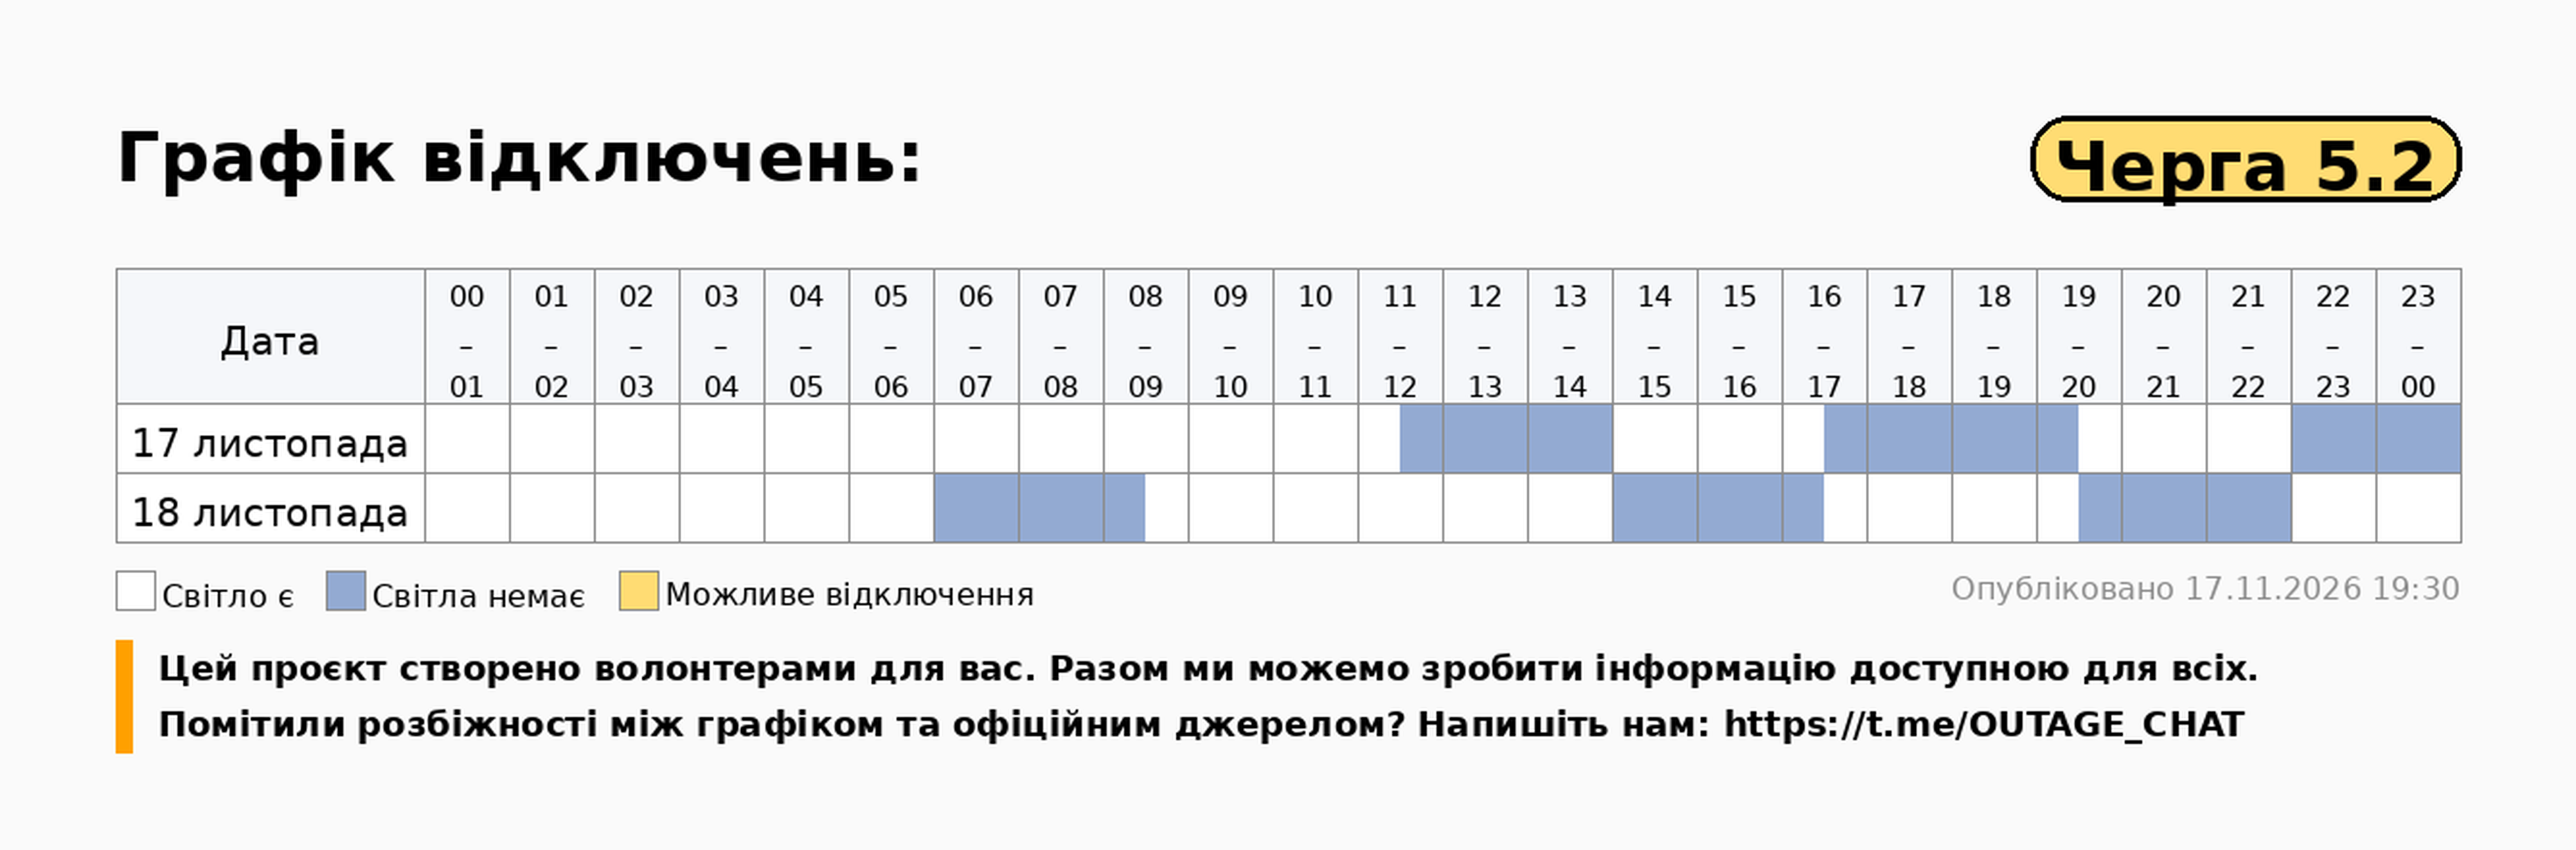 Графік відключень:
Черга 5.2
Дата
00 – 01
01 – 02
02 – 03
03 – 04
04 – 05
05 – 06
06 – 07
07 – 08
08 – 09
09 – 10
10 – 11
11 – 12
12 – 13
13 – 14
14 – 15
15 – 16
16 – 17
17 – 18
18 – 19
19 – 20
20 – 21
21 – 22
22 – 23
23 – 00
17 листопада
18 листопада
Світло є
Світла немає
Можливе відключення
Опубліковано 17.11.2026 19:30
Цей проєкт створено волонтерами для вас. Разом ми можемо зробити інформацію доступною для всіх.
Помітили розбіжності між графіком та офіційним джерелом? Напишіть нам: https://t.me/OUTAGE_CHAT